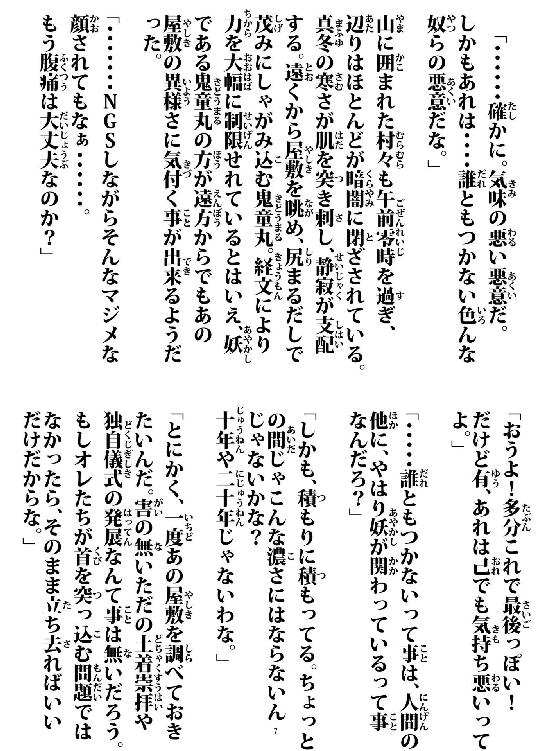 「‥‥‥確かに。気味の悪い悪意だ。
しかもあれは‥‥誰ともつかない色んな
奴らの悪意だな。」
山に囲まれた村々も午前零時を過ぎ、
辺りはほとんどが暗闇に閉ざされている。
真冬の寒さが肌を突き刺し、静寂が支配
する。遠くから屋敷を眺め、尻まるだしで
茂みにしゃがみ込む鬼童丸。経文により
力を大幅に制限せれているとはいえ、妖
である鬼童丸の方が遠方からでもあの
屋敷の異様さに気付く事が出来るようだ
った。
「‥‥‥NGSしながらそんなマジメな
顔されてもなぁ‥‥‥。
もう腹痛は大丈夫なのか？」
「おうよ！多分これで最後っぽい！
だけど有、あれは己でも気持ち悪いって
よ。」
「‥‥誰ともつかないって事は、人間の
他に、やはり妖が関わっているって事
なんだろ？」
「しかも、積もりに積もってる。ちょっと
の間じゃこんな濃さにはならないん
じゃないかな？
十年や二十年じゃないわな。」
「とにかく、一度あの屋敷を調べておき
たいんだ。害の無いただの土着崇拝や
独自儀式の発展なんて事は無いだろう。
もしオレたちが首を突っ込む問題では
なかったら、そのまま立ち去ればいい
だけだからな。」